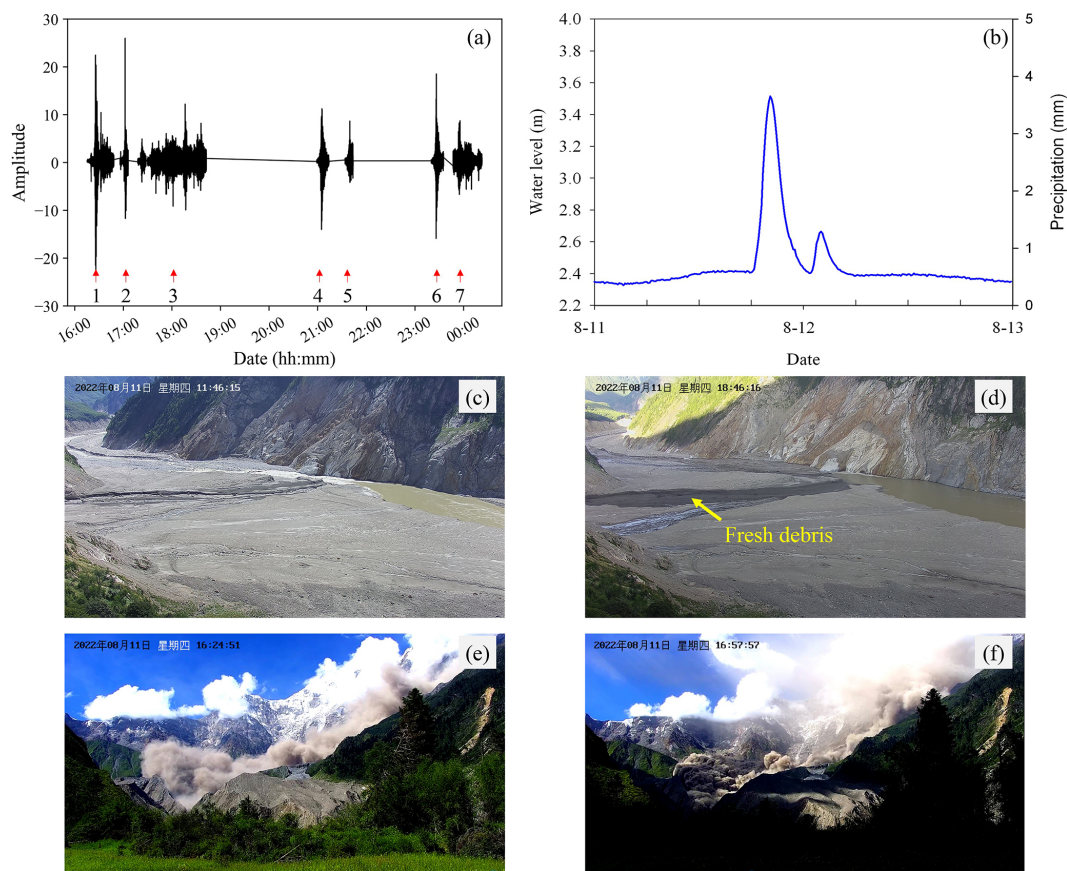 (a)
30
20
10
0
−10
−20
−30
Amplitude
1 2 3 4 5 6 7
16:00 17:00 18:00 19:00 20:00 21:00 22:00 23:00 00:00
Date (hh:mm)
(b)
4.0
3.8
3.6
3.4
3.2
3.0
2.8
2.6
2.4
2.2
Water level (m)
5
4
3
2
1
0
Precipitation (mm)
8-11 8-12 8-13
Date
2022年08月11日 星期四 11:46:15
(c)
2022年08月11日 星期四 18:46:16
(d)
Fresh debris
2022年08月11日 星期四 16:24:51
(e)
2022年08月11日 星期四 16:57:57
(f)